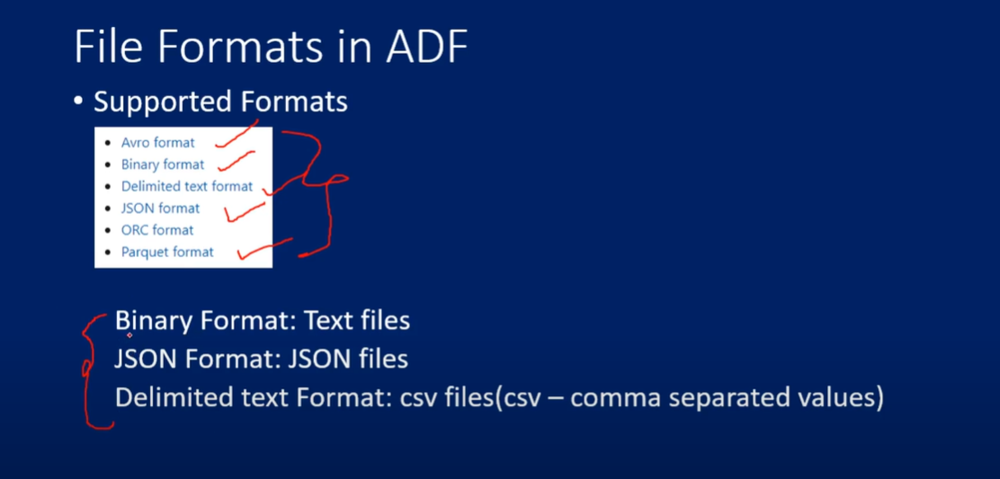 File Formats in ADF
• Supported Formats
• Avro format
• Binary format
• Delimited text format
• JSON format
• ORC format
• Parquet format
Binary Format: Text files
JSON Format: JSON files
Delimited text Format: csv files(csv – comma separated values)